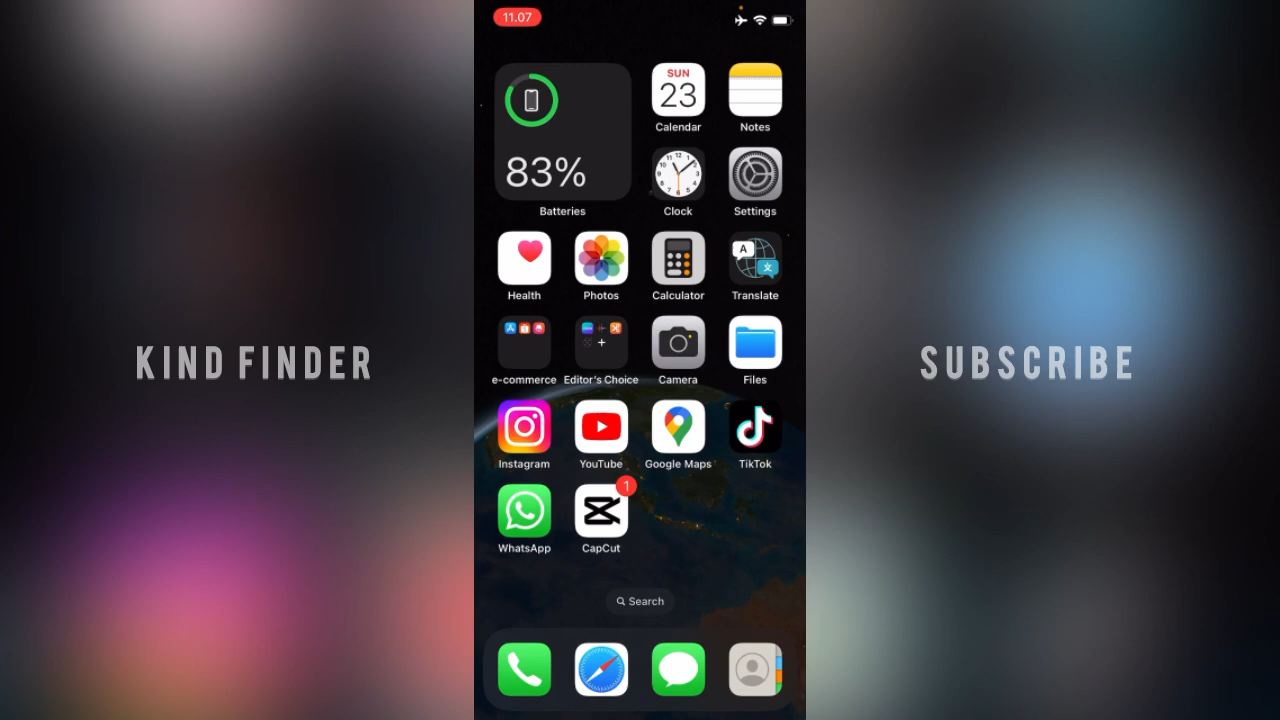 11.07
SUN
23
Calendar
Notes
83%
Batteries
Clock
Settings
Health
Photos
Calculator
A
文
Translate
e-commerce
Editor's Choice
Camera
Files
KIND FINDER
SUBSCRIBE
Instagram
YouTube
Google Maps
TikTok
1
WhatsApp
CapCut
Search